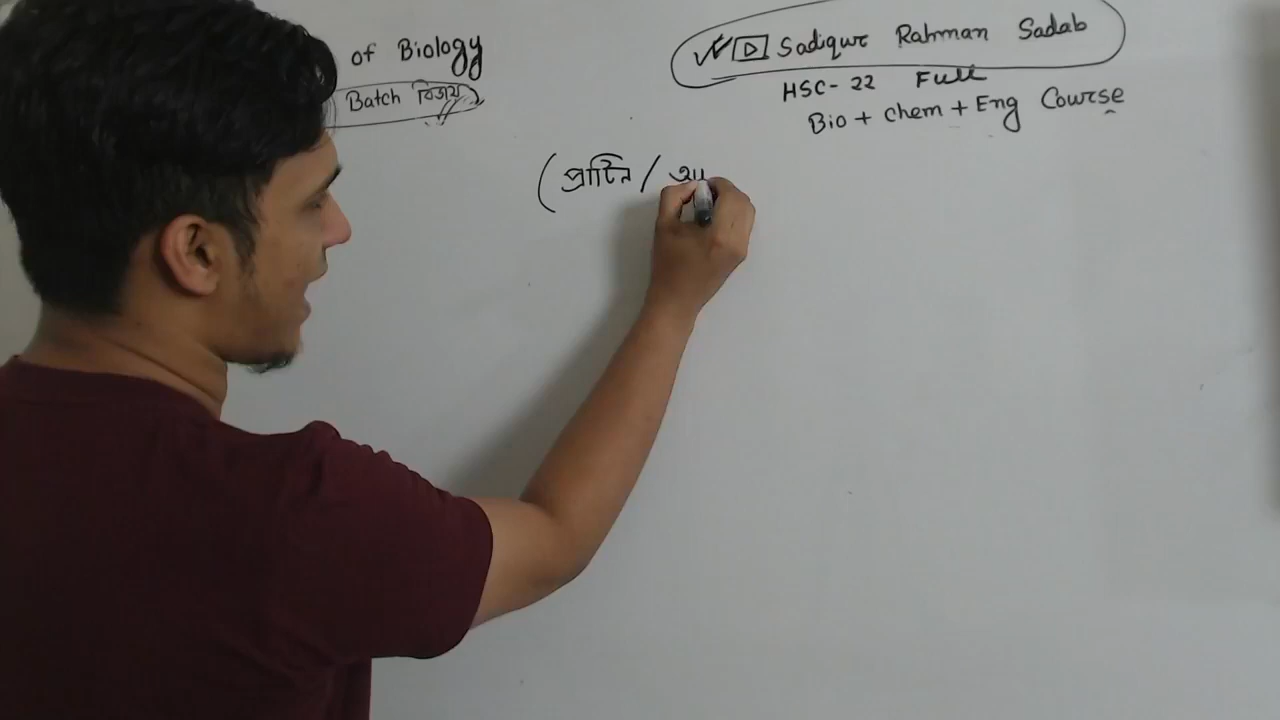 of Biology
Batch বিজয়
Sadiqur Rahman Sadab
HSC-22 Full
Bio + chem + Eng Course
(প্রোটিন /